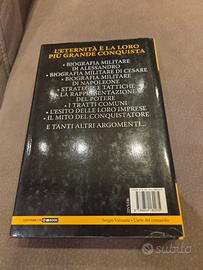 L'ETERNITÀ È LA LORO
PIÙ GRANDE CONQUISTA
• BIOGRAFIA MILITARE
DI ALESSANDRO
• BIOGRAFIA MILITARE DI CESARE
• BIOGRAFIA MILITARE
DI NAPOLEONE
• STRATEGIE E TATTICHE
• LA RAPPRESENTAZIONE
DEL POTERE
• I TRATTI COMUNI
• L'ESITO DELLE LORO IMPRESE
• IL MITO DEL CONQUISTATORE
E TANTI ALTRI ARGOMENTI...
Sergio Valzania - L'arte del comando
subito